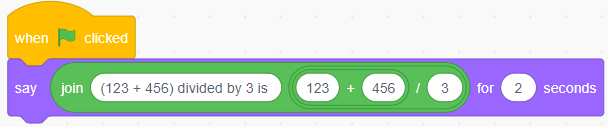 when clicked
say join (123 + 456) divided by 3 is 123 + 456 / 3 for 2 seconds